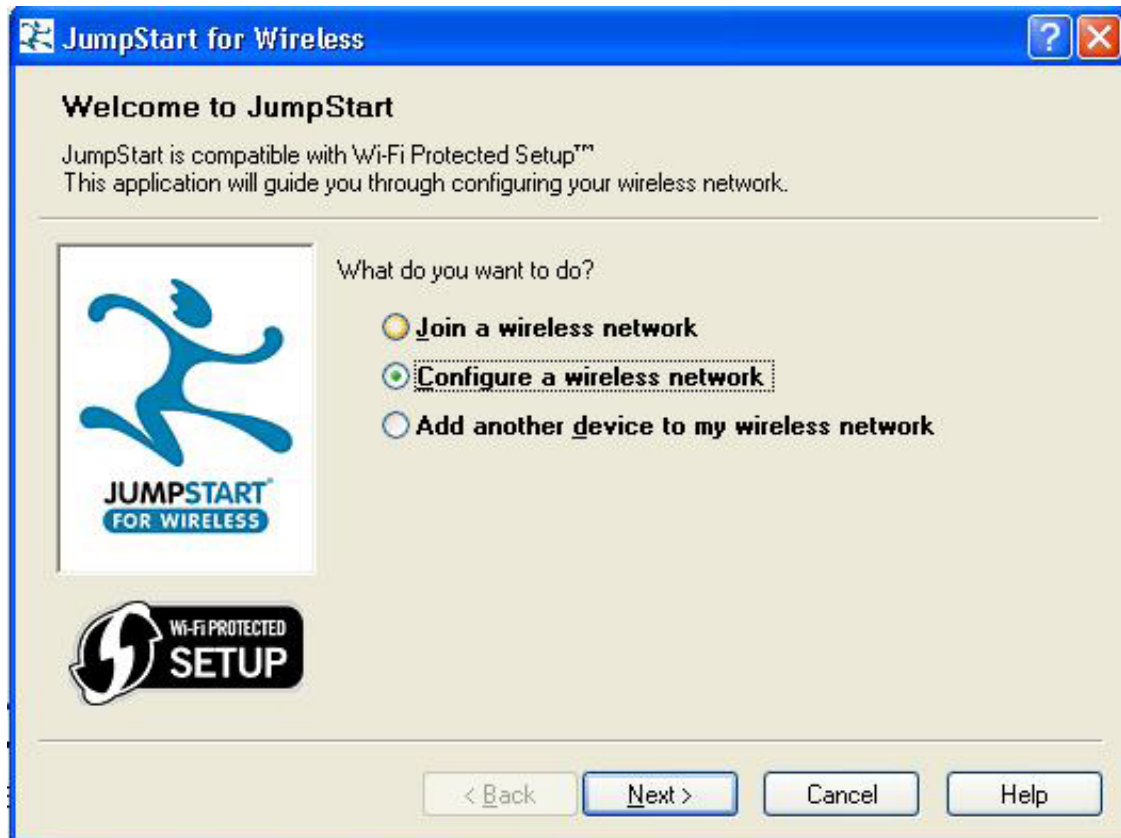 JumpStart for Wireless
Welcome to JumpStart
JumpStart is compatible with Wi-Fi Protected Setup™
This application will guide you through configuring your wireless network.
What do you want to do?
Join a wireless network
Configure a wireless network
Add another device to my wireless network
JUMPSTART
FOR WIRELESS
Wi-Fi PROTECTED
SETUP
< Back
Next >
Cancel
Help